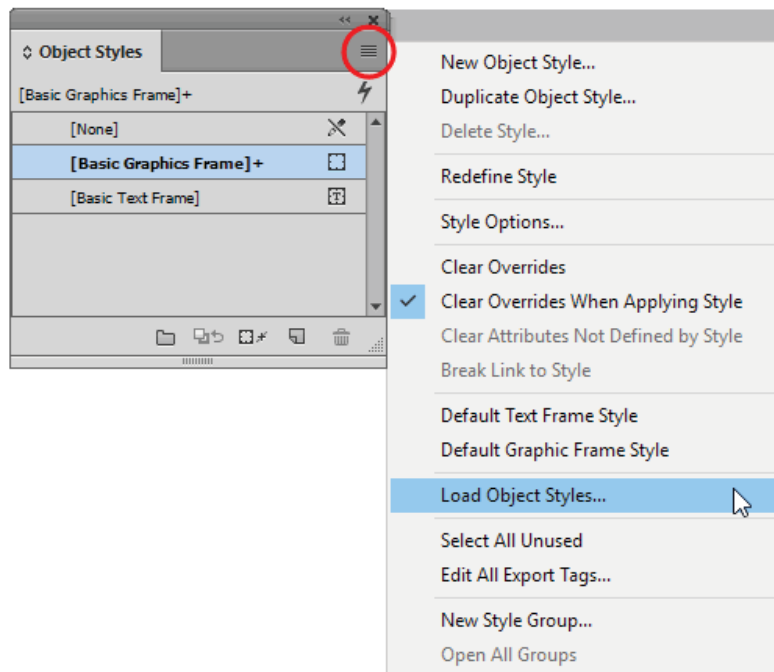 Object Styles
[Basic Graphics Frame]+
[None]
[Basic Graphics Frame]+
[Basic Text Frame]
New Object Style...
Duplicate Object Style...
Delete Style...
Redefine Style
Style Options...
Clear Overrides
Clear Overrides When Applying Style
Clear Attributes Not Defined by Style
Break Link to Style
Default Text Frame Style
Default Graphic Frame Style
Load Object Styles...
Select All Unused
Edit All Export Tags...
New Style Group...
Open All Groups